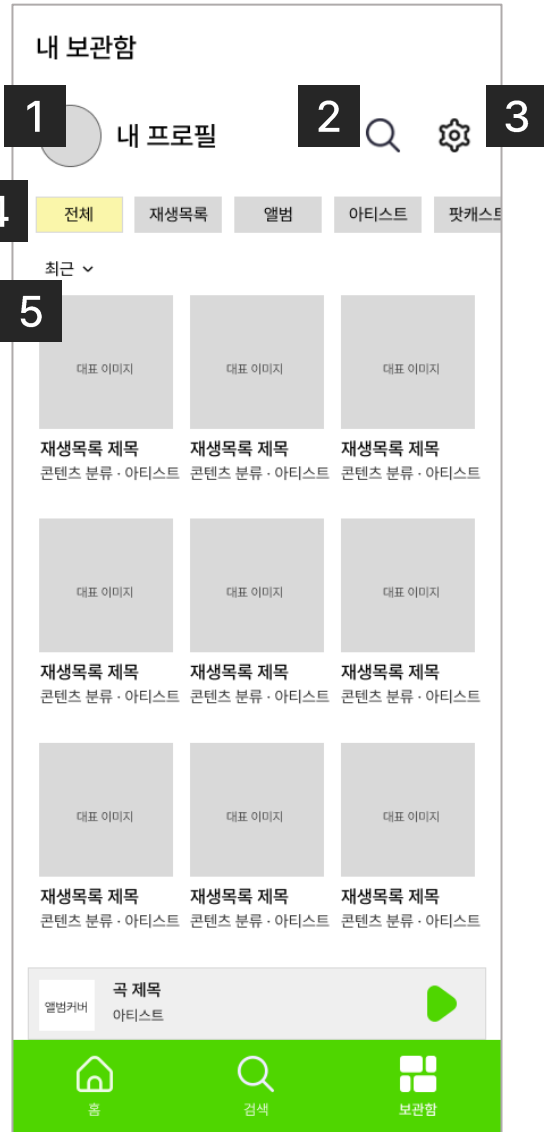 내 보관함
1 내 프로필 2 3
4 전체 재생목록 앨범 아티스트 팟캐스트
최근
5
대표 이미지 대표 이미지 대표 이미지
재생목록 제목 재생목록 제목 재생목록 제목
콘텐츠 분류 · 아티스트 콘텐츠 분류 · 아티스트 콘텐츠 분류 · 아티스트
대표 이미지 대표 이미지 대표 이미지
재생목록 제목 재생목록 제목 재생목록 제목
콘텐츠 분류 · 아티스트 콘텐츠 분류 · 아티스트 콘텐츠 분류 · 아티스트
대표 이미지 대표 이미지 대표 이미지
재생목록 제목 재생목록 제목 재생목록 제목
콘텐츠 분류 · 아티스트 콘텐츠 분류 · 아티스트 콘텐츠 분류 · 아티스트
앨범커버
곡 제목
아티스트
홈 검색 보관함